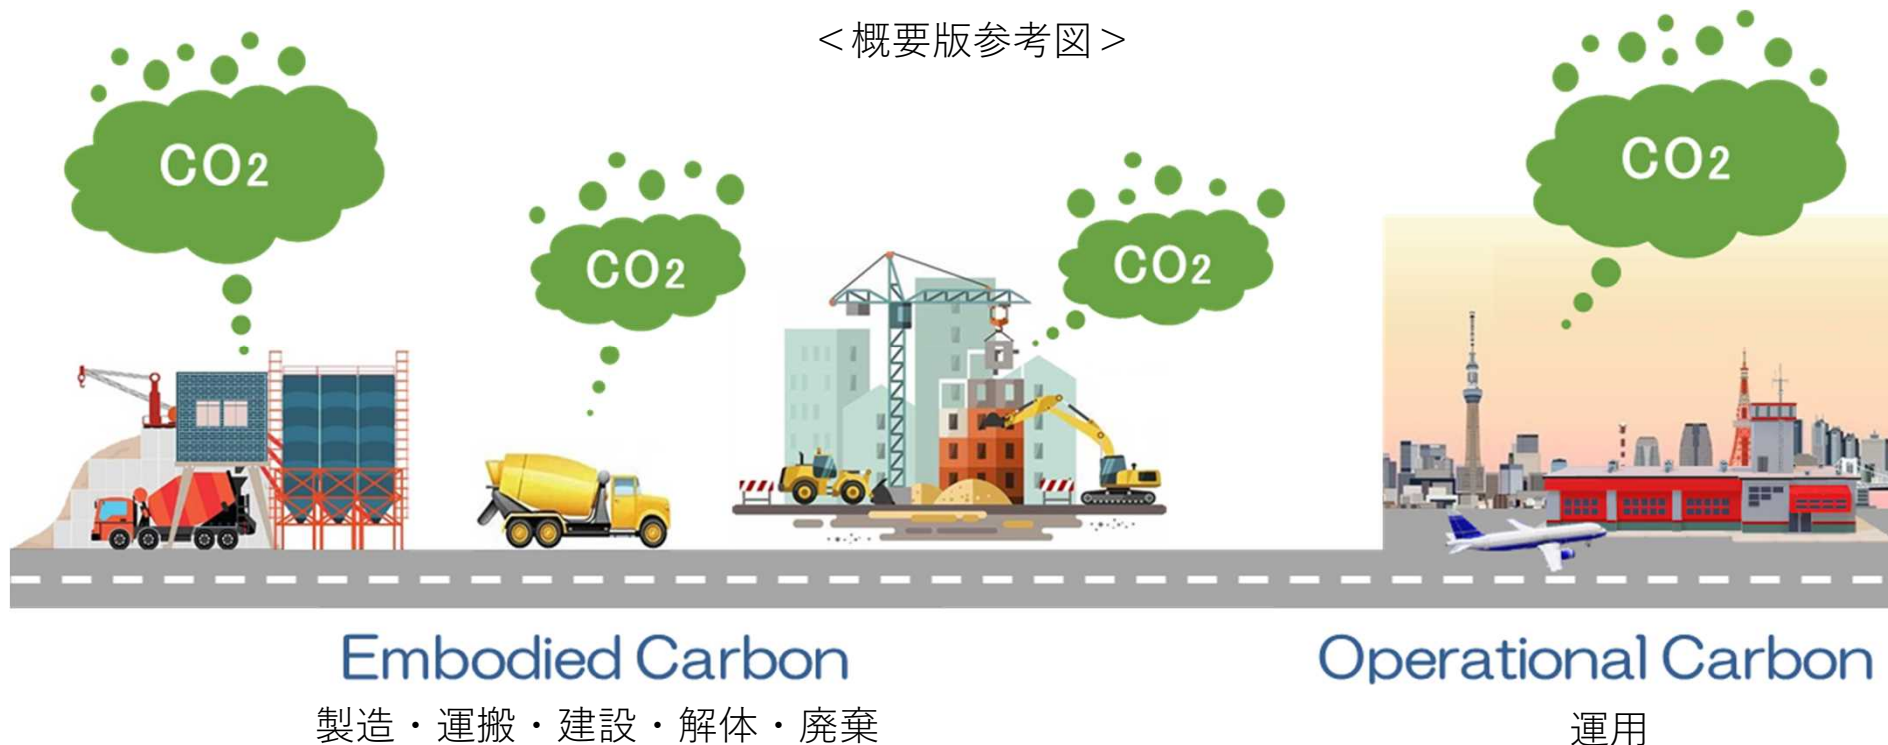 ＜概要版参考図＞
CO2
CO2
CO2
CO2
Embodied Carbon
製造・運搬・建設・解体・廃棄
Operational Carbon
運用